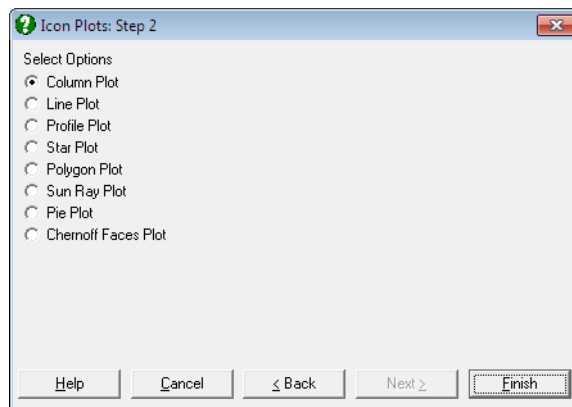 Icon Plots: Step 2
Select Options
Column Plot
Line Plot
Profile Plot
Star Plot
Polygon Plot
Sun Ray Plot
Pie Plot
Chernoff Faces Plot
Help Cancel < Back Next > Finish